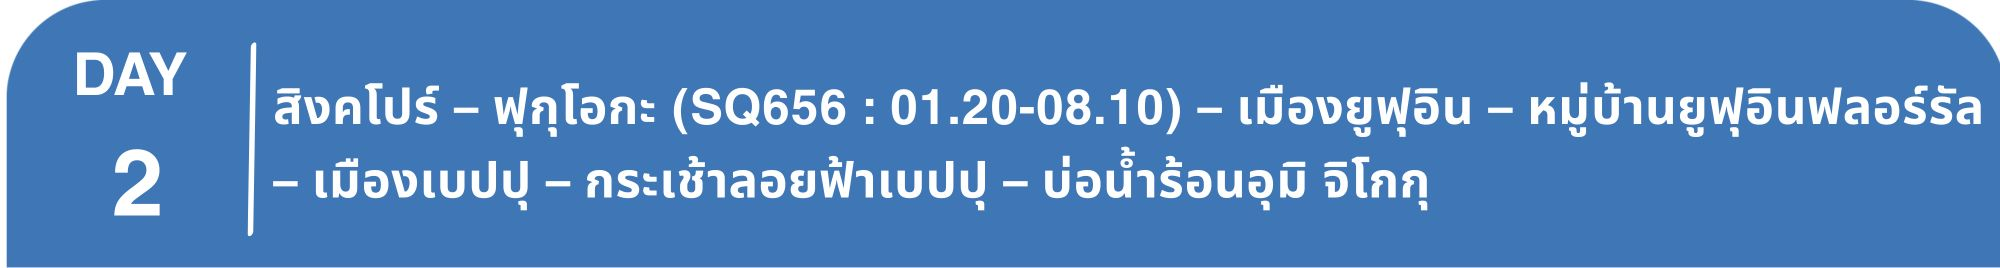 DAY
2
สิงคโปร์ – ฟุกุโอกะ (SQ656 : 01.20-08.10) – เมืองยูฟุอิน – หมู่บ้านยูฟุอินฟลอร์รัล
– เมืองเบปปุ – กระเช้าลอยฟ้าเบปปุ – บ่อน้ำร้อนอุมิ จิโกกุ